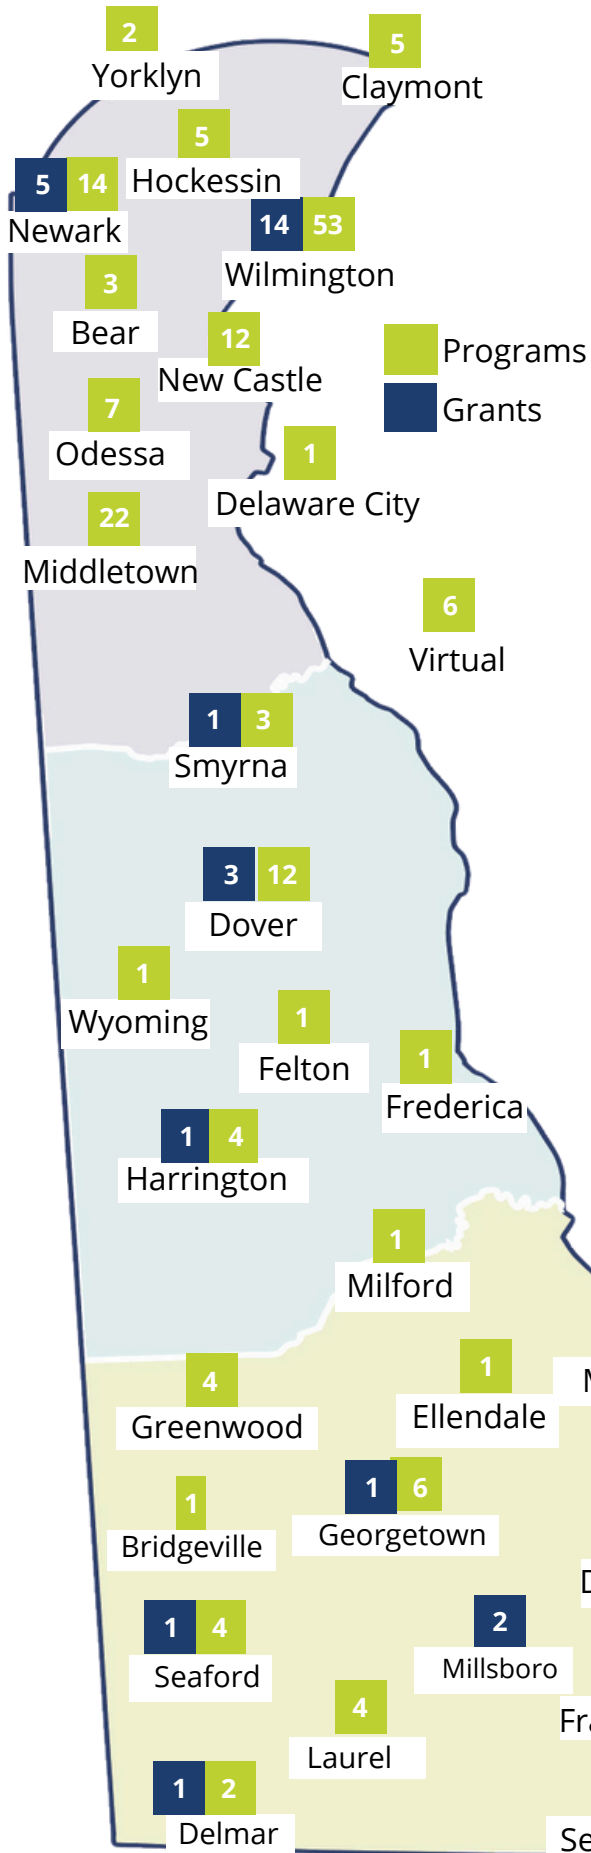 2
Yorklyn
5
Claymont
5
Hockessin
5 14
Newark
14 53
Wilmington
3
Bear
12
New Castle
Programs
Grants
7
Odessa
1
Delaware City
22
Middletown
6
Virtual
1 3
Smyrna
3 12
Dover
1
Wyoming
1
Felton
1
Frederica
1 4
Harrington
1
Milford
4
Greenwood
1
Ellendale
M
1
Bridgeville
1 6
Georgetown
D
1 4
Seaford
2
Millsboro
4
Laurel
Fra
1 2
Delmar
Se